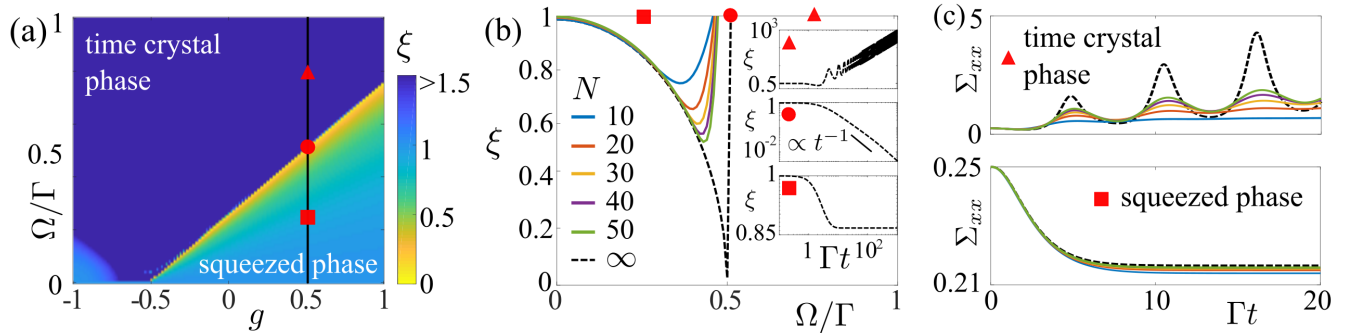 (a)
time crystal
phase
squeezed phase
Ω/Γ
1
0.5
0
-1
-0.5
0
0.5
1
g
ξ
>1.5
1
0.5
0
(b)
ξ
1
0.8
0.6
0.4
0.2
0
N
10
20
30
40
50
∞
0
0.5
1
Ω/Γ
10³
ξ
0.5
1
ξ
10⁻²
∝ t⁻¹
1
ξ
0.85
1 Γt 10²
(c)
Σxx
5
0
time crystal
phase
0.25
Σxx
0.21
squeezed phase
0
10
20
Γt